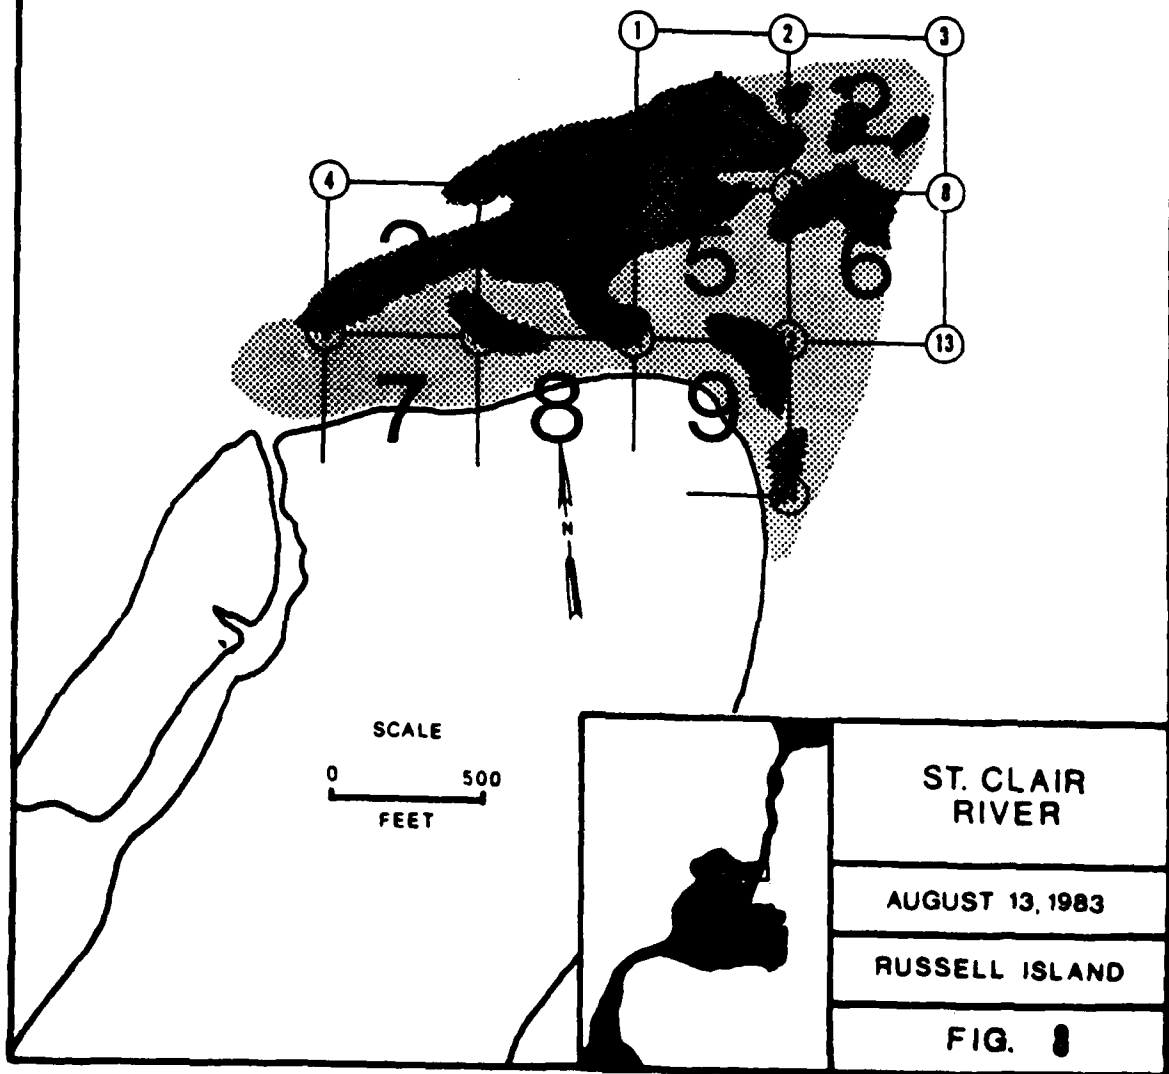 1 2 3
2
4 8
5 6
13
7 8 9
N
SCALE
0 500
FEET
ST. CLAIR
RIVER
AUGUST 13, 1983
RUSSELL ISLAND
FIG. 8